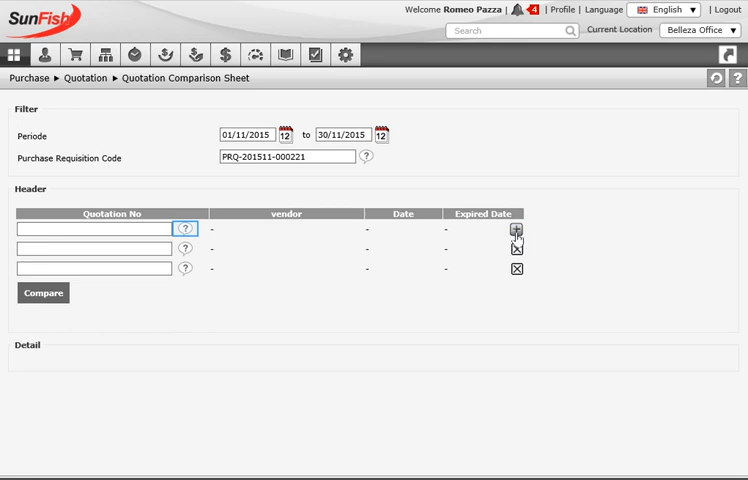 SunFish
Welcome Romeo Pazza | 4 | Profile | Language English | Logout
Search Current Location Belleza Office
Purchase Quotation Quotation Comparison Sheet
?
Filter
Periode 01/11/2015 12 to 30/11/2015 12
Purchase Requisition Code PRQ-201511-000221 ?
Header
Quotation No vendor Date Expired Date
? - - - +
? - - -
? - - -
Compare
Detail